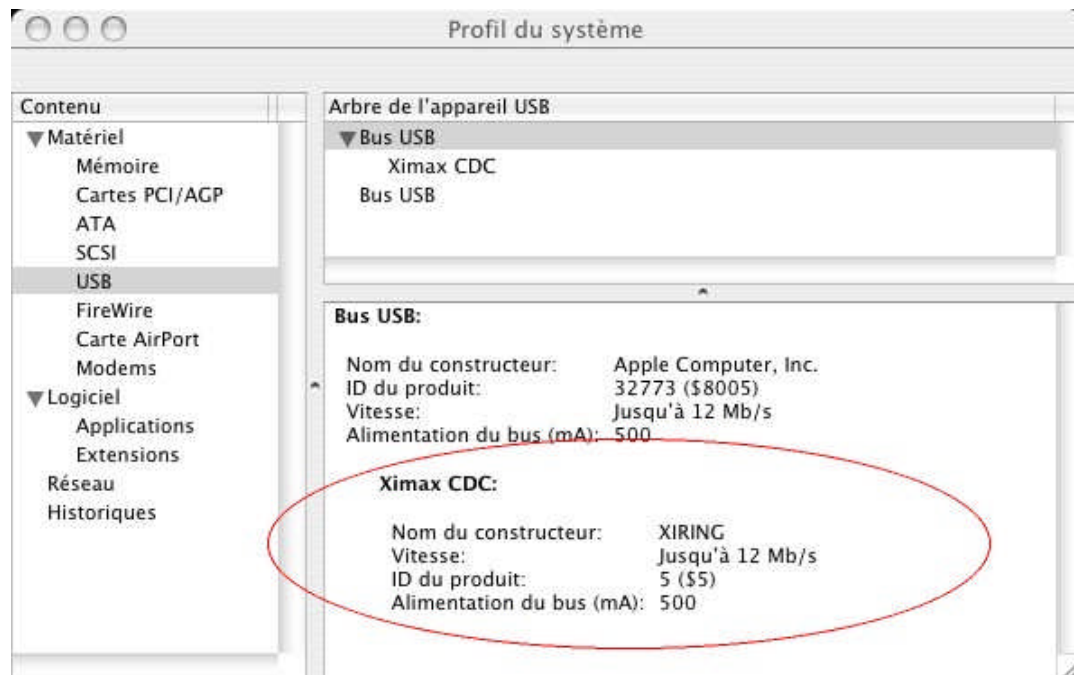 Profil du système
Contenu
Matériel
Mémoire
Cartes PCI/AGP
ATA
SCSI
USB
FireWire
Carte AirPort
Modems
Logiciel
Applications
Extensions
Réseau
Historiques
Arbre de l'appareil USB
Bus USB
Ximax CDC
Bus USB
Bus USB:
Nom du constructeur: Apple Computer, Inc.
ID du produit: 32773 ($8005)
Vitesse: Jusqu'à 12 Mb/s
Alimentation du bus (mA): 500
Ximax CDC:
Nom du constructeur: XIRING
Vitesse: Jusqu'à 12 Mb/s
ID du produit: 5 ($5)
Alimentation du bus (mA): 500